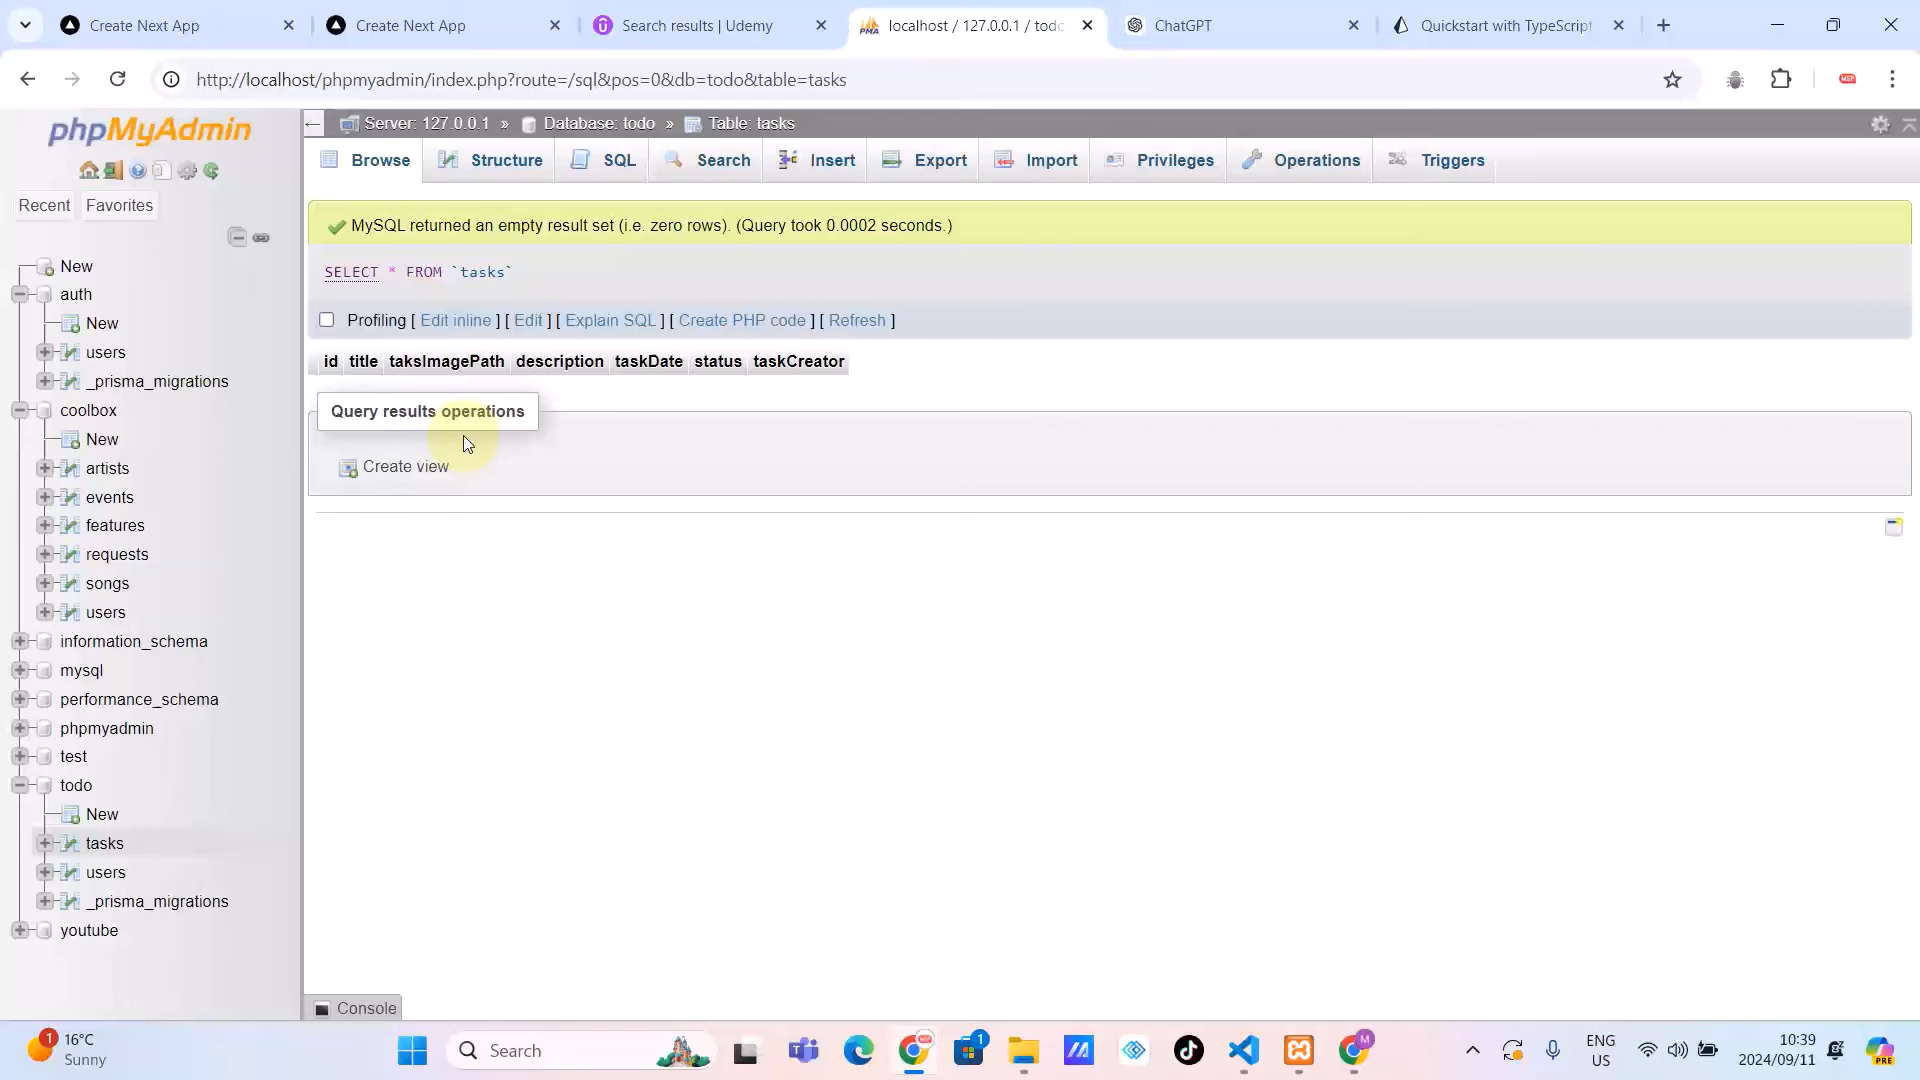 Create Next App
Create Next App
Search results | Udemy
localhost / 127.0.0.1 / todo
ChatGPT
Quickstart with TypeScript
http://localhost/phpmyadmin/index.php?route=/sql&pos=0&db=todo&table=tasks
phpMyAdmin
Recent
Favorites
New
auth
New
users
_prisma_migrations
coolbox
New
artists
events
features
requests
songs
users
information_schema
mysql
performance_schema
phpmyadmin
test
todo
New
tasks
users
_prisma_migrations
youtube
Server: 127.0.0.1 » Database: todo » Table: tasks
Browse
Structure
SQL
Search
Insert
Export
Import
Privileges
Operations
Triggers
MySQL returned an empty result set (i.e. zero rows). (Query took 0.0002 seconds.)
SELECT * FROM `tasks`
Profiling [ Edit inline ] [ Edit ] [ Explain SQL ] [ Create PHP code ] [ Refresh ]
id title taksImagePath description taskDate status taskCreator
Query results operations
Create view
Console
1
16°C
Sunny
Search
1
M
ENG
US
10:39
2024/09/11
PRE